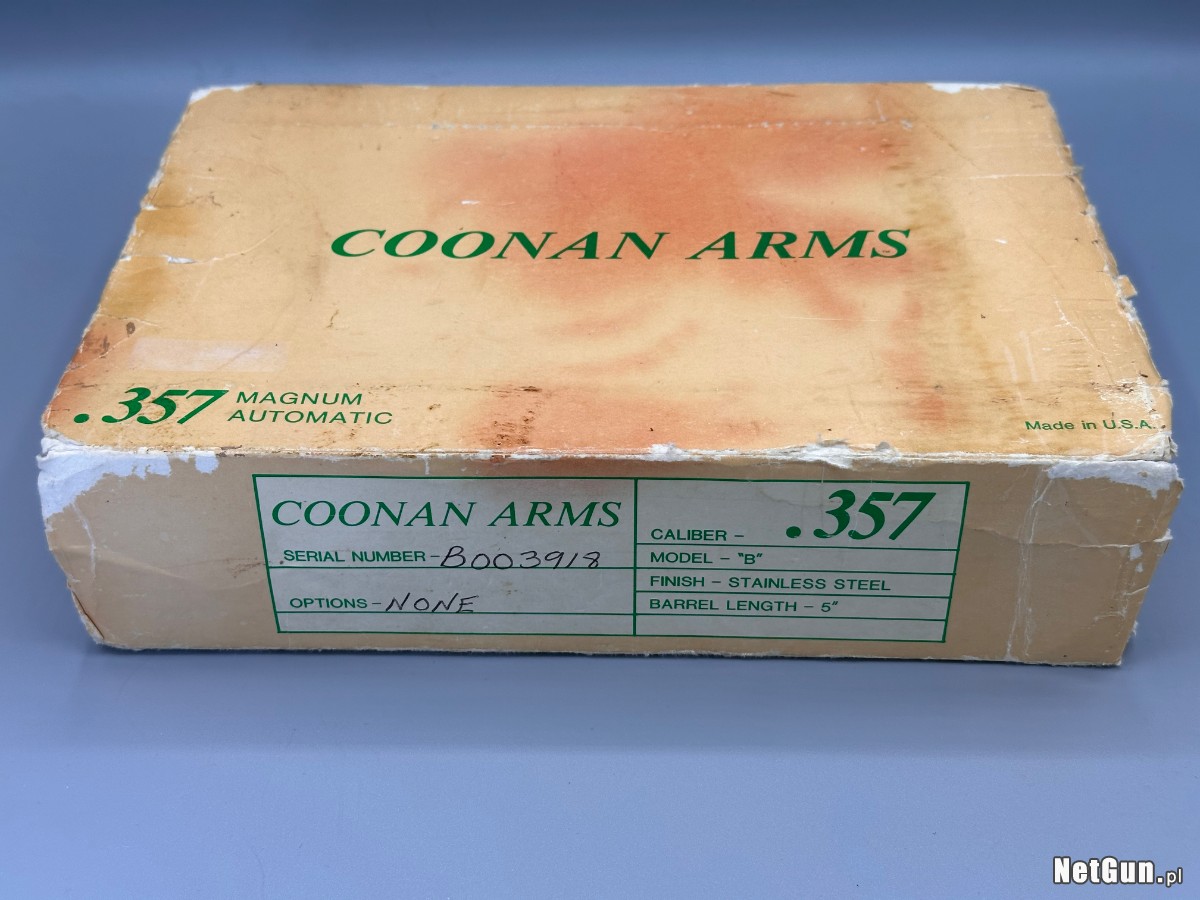 COONAN ARMS
.357 MAGNUM
AUTOMATIC
Made in U.S.A.
COONAN ARMS
SERIAL NUMBER - B003918
OPTIONS - NONE
CALIBER - .357
MODEL - "B"
FINISH - STAINLESS STEEL
BARREL LENGTH - 5"
NetGun.pl